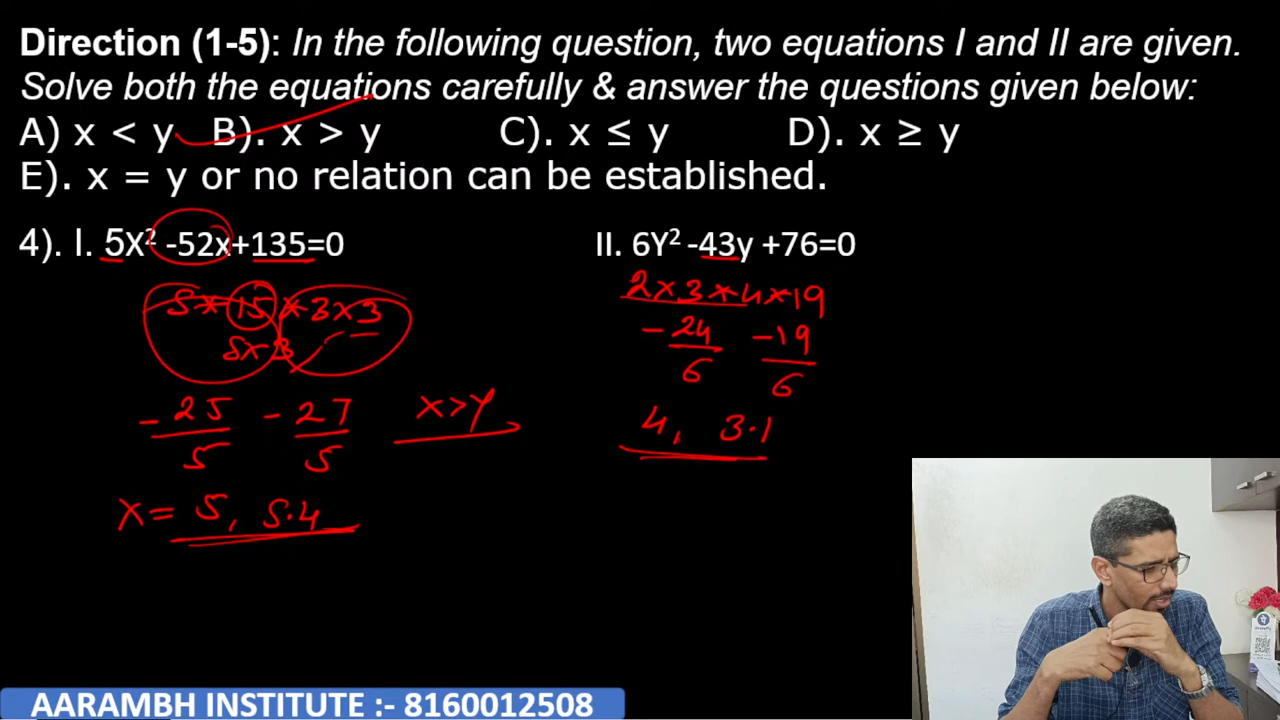 Direction (1-5): In the following question, two equations I and II are given.
Solve both the equations carefully & answer the questions given below:
A) x < y B). x > y C). x ≤ y D). x ≥ y
E). x = y or no relation can be established.
4). I. 5X² -52x+135=0 II. 6Y² -43y +76=0
5×15×3×3
5×3
2×3×4×19
-24/6 -19/6
-25/5 -27/5 x>y
4, 3.1
x= 5, 5.4
AARAMBH INSTITUTE :- 8160012508